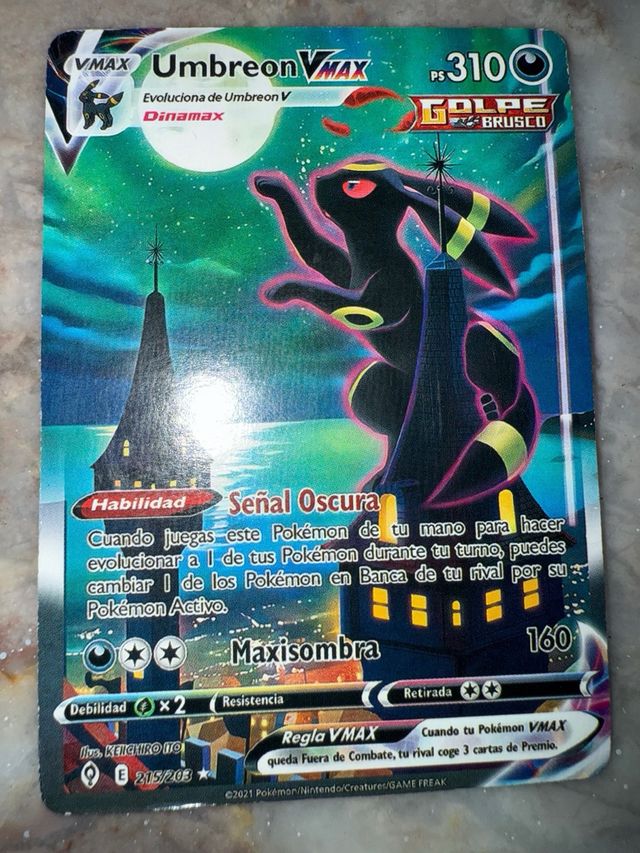 VMAX
Umbreon VMAX
PS 310
Evoluciona de Umbreon V
Dinamax
GOLPE
BRUSCO
Habilidad Señal Oscura
Cuando juegas este Pokémon de tu mano para hacer
evolucionar a 1 de tus Pokémon durante tu turno, puedes
cambiar 1 de los Pokémon en Banca de tu rival por su
Pokémon Activo.
Maxisombra 160
Debilidad ×2 Resistencia Retirada
Regla VMAX Cuando tu Pokémon VMAX
queda Fuera de Combate, tu rival coge 3 cartas de Premio.
Ilus. KEIICHIRO ITO
E 215/203
©2021 Pokémon/Nintendo/Creatures/GAME FREAK